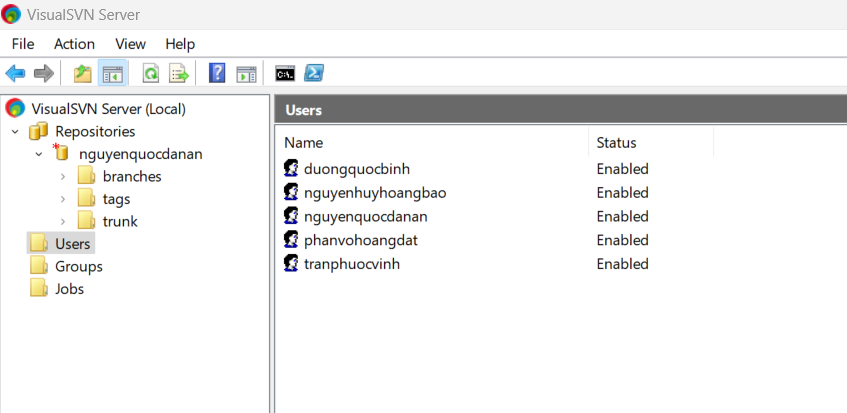 VisualSVN Server
File Action View Help
C:\.
VisualSVN Server (Local)
Repositories
nguyenquocdanan
branches
tags
trunk
Users
Groups
Jobs
Users
Name Status
duongquocbinh Enabled
nguyenhuyhoangbao Enabled
nguyenquocdanan Enabled
phanvohoangdat Enabled
tranphuocvinh Enabled